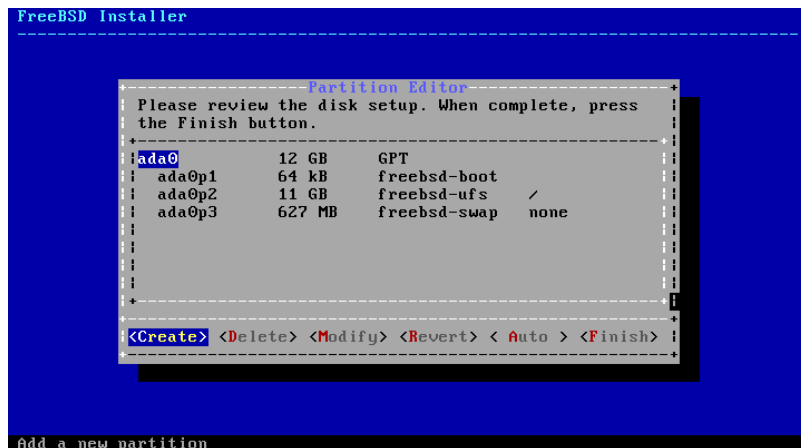 FreeBSD Installer
Partition Editor
Please review the disk setup. When complete, press
the Finish button.
ada0 12 GB GPT
ada0p1 64 kB freebsd-boot
ada0p2 11 GB freebsd-ufs /
ada0p3 627 MB freebsd-swap none
<Create> <Delete> <Modify> <Revert> < Auto > <Finish>
Add a new partition